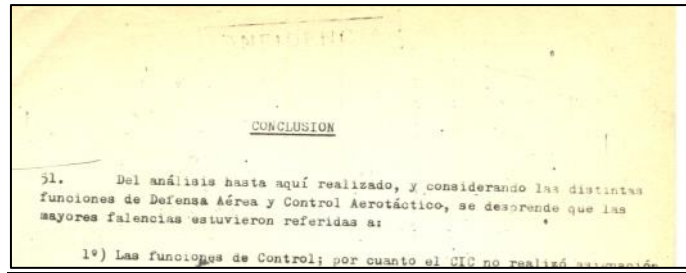 CONCLUSION
51. Del análisis hasta aquí realizado, y considerando las distintas
funciones de Defensa Aérea y Control Aerotáctico, se desprende que las
mayores falencias estuvieron referidas a:
1º) Las funciones de Control; por cuanto el CIC no realizó asignación